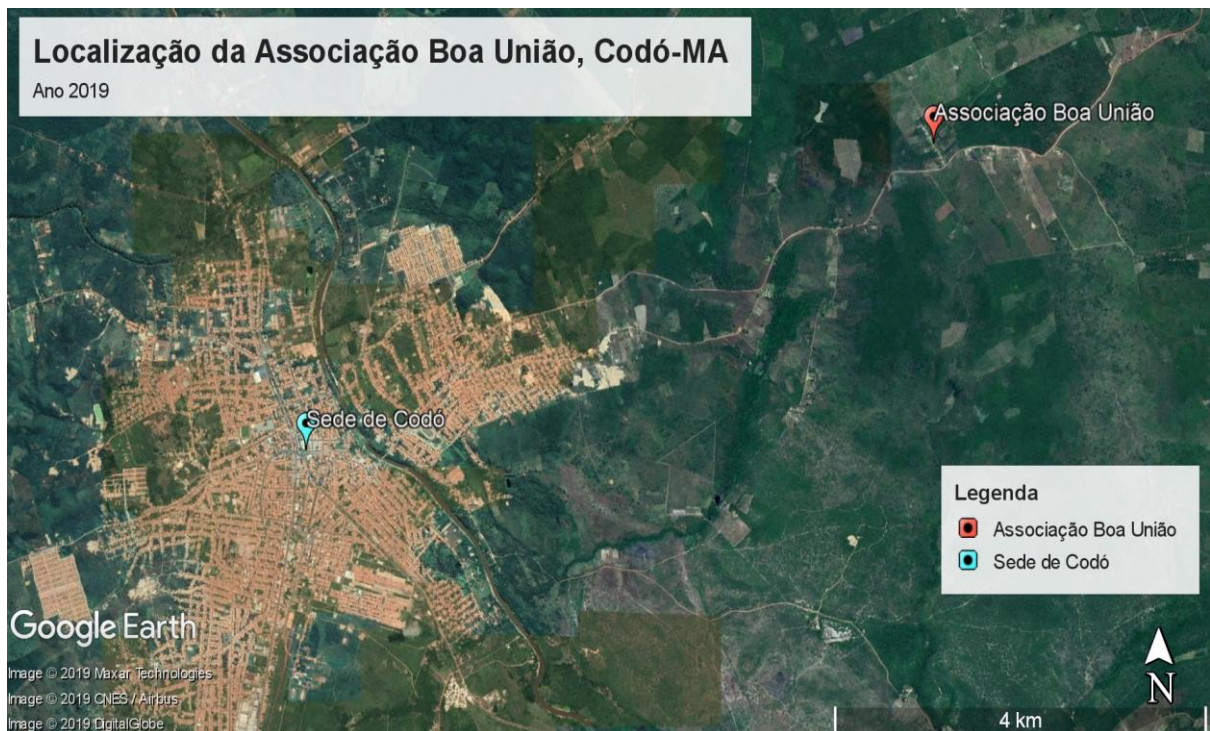 Localização da Associação Boa União, Codó-MA
Ano 2019
Associação Boa União
Sede de Codó
Legenda
Associação Boa União
Sede de Codó
Google Earth
Image © 2019 Maxar Technologies
Image © 2019 CNES / Airbus
Image © 2019 DigitalGlobe
N
4 km